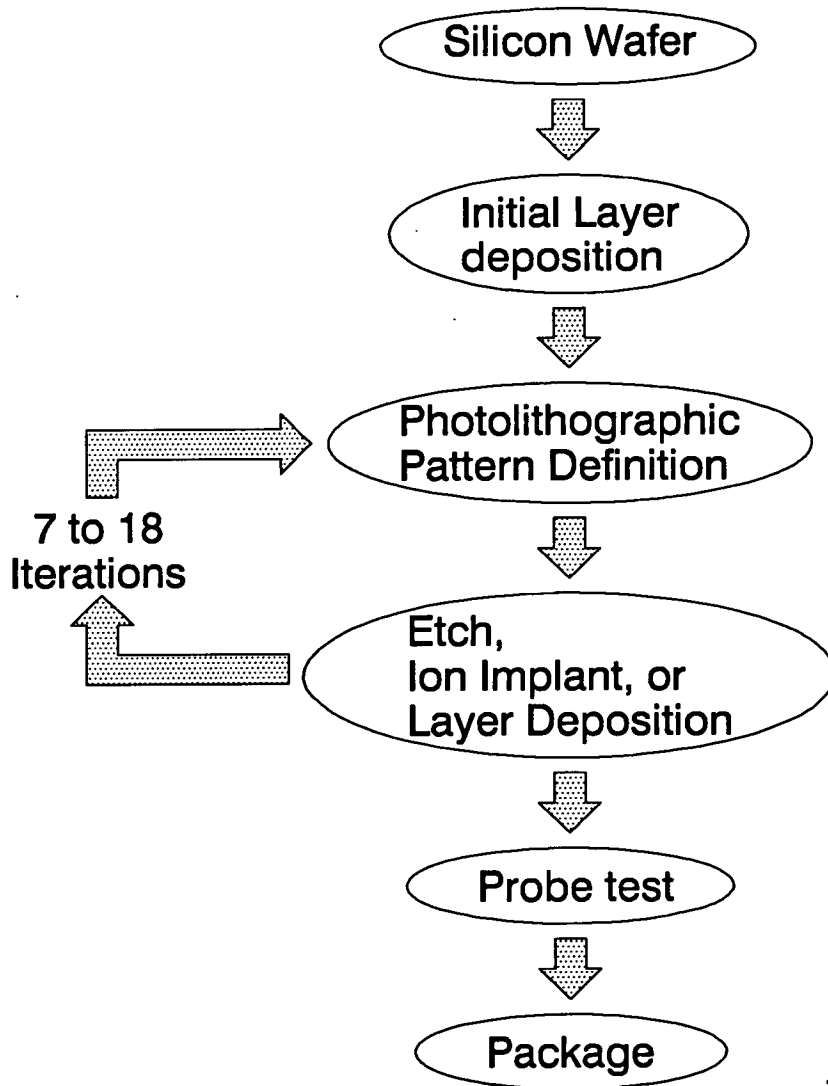 Silicon Wafer
Initial Layer
deposition
Photolithographic
Pattern Definition
7 to 18
Iterations
Etch,
Ion Implant, or
Layer Deposition
Probe test
Package